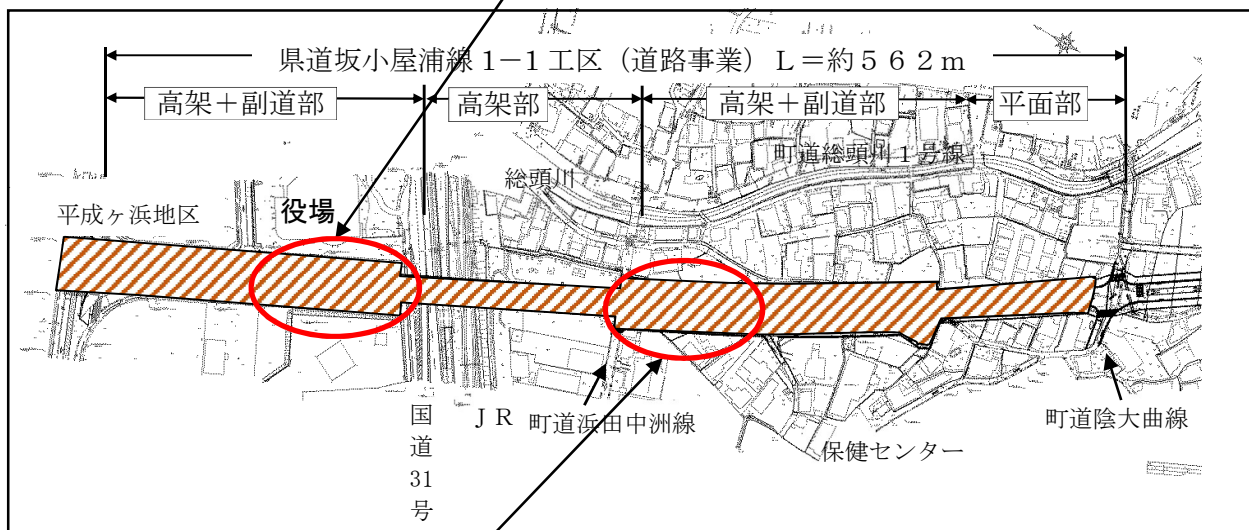 県道坂小屋浦線1−1工区（道路事業）L＝約５６２ｍ
高架＋副道部
高架部
高架＋副道部
平面部
町道総頭川１号線
総頭川
平成ヶ浜地区
役場
国道31号
ＪＲ
町道浜田中洲線
町道陰大曲線
保健センター